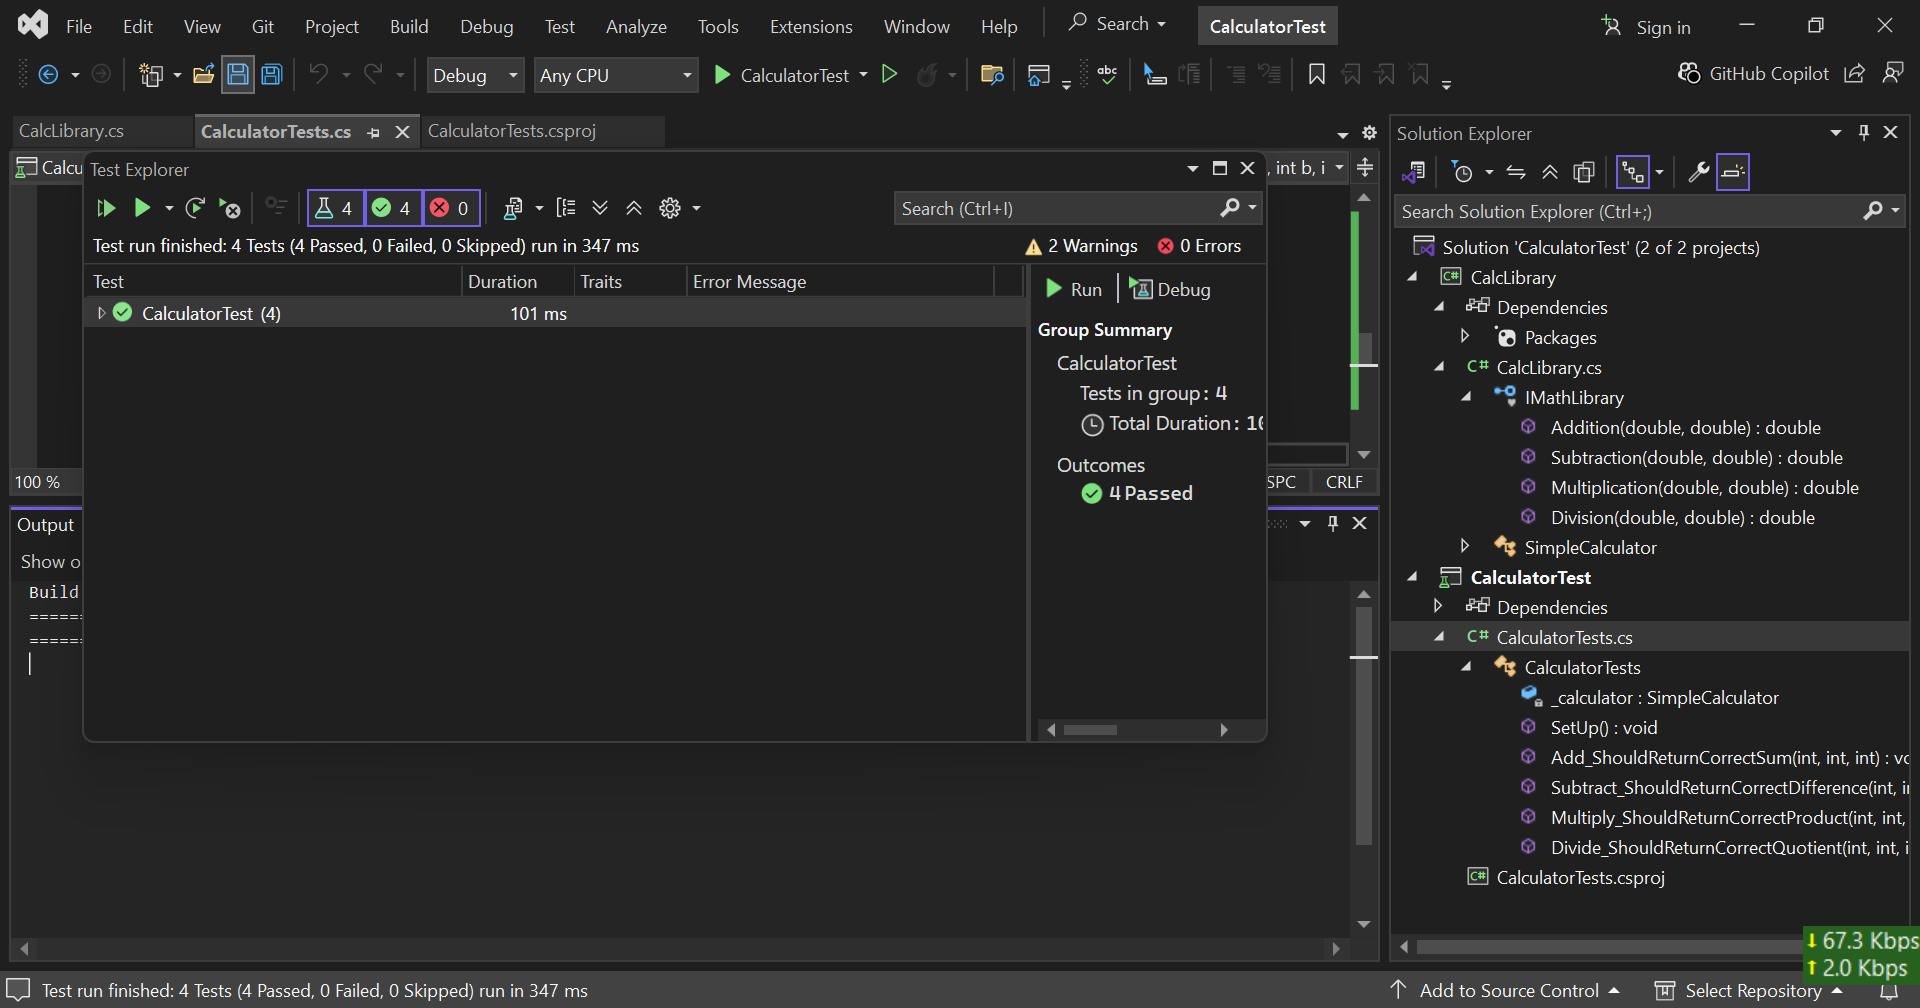 File Edit View Git Project Build Debug Test Analyze Tools Extensions Window Help Search CalculatorTest Sign in
Debug Any CPU CalculatorTest abc GitHub Copilot
CalcLibrary.cs CalculatorTests.cs CalculatorTests.csproj
Calcu , int b, i
Test Explorer
4 4 0 Search (Ctrl+I)
Test run finished: 4 Tests (4 Passed, 0 Failed, 0 Skipped) run in 347 ms 2 Warnings 0 Errors
Test Duration Traits Error Message
CalculatorTest (4) 101 ms
Run Debug
Group Summary
CalculatorTest
Tests in group: 4
Total Duration: 10
Outcomes
4 Passed
100 % SPC CRLF
Output
Show o
Build
======
======
Solution Explorer
Search Solution Explorer (Ctrl+;)
Solution 'CalculatorTest' (2 of 2 projects)
C# CalcLibrary
Dependencies
Packages
C# CalcLibrary.cs
IMathLibrary
Addition(double, double) : double
Subtraction(double, double) : double
Multiplication(double, double) : double
Division(double, double) : double
SimpleCalculator
CalculatorTest
Dependencies
C# CalculatorTests.cs
CalculatorTests
_calculator : SimpleCalculator
SetUp() : void
Add_ShouldReturnCorrectSum(int, int, int) : vo
Subtract_ShouldReturnCorrectDifference(int, i
Multiply_ShouldReturnCorrectProduct(int, int,
Divide_ShouldReturnCorrectQuotient(int, int, i
C# CalculatorTests.csproj
67.3 Kbps
2.0 Kbps
Test run finished: 4 Tests (4 Passed, 0 Failed, 0 Skipped) run in 347 ms Add to Source Control Select Repository